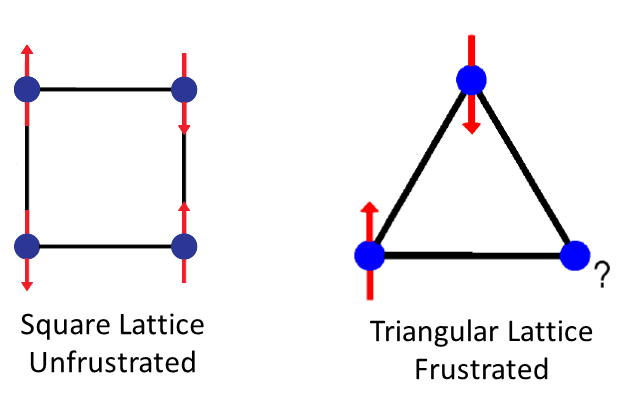 ?
Square Lattice
Unfrustrated
Triangular Lattice
Frustrated